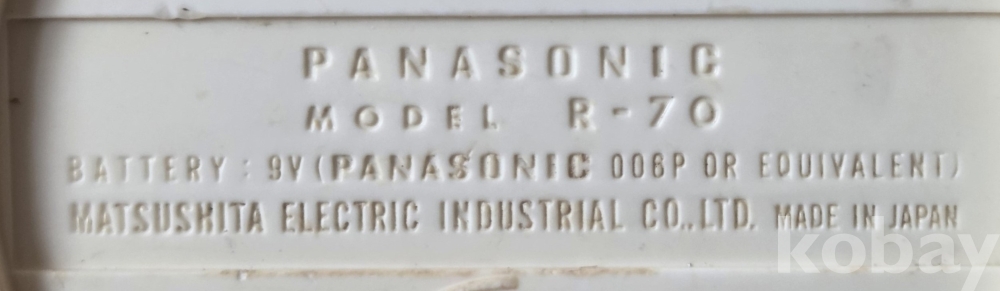 PANASONIC
MODEL R-70
BATTERY : 9V (PANASONIC 006P OR EQUIVALENT)
MATSUSHITA ELECTRIC INDUSTRIAL CO.,LTD. MADE IN JAPAN
kobay